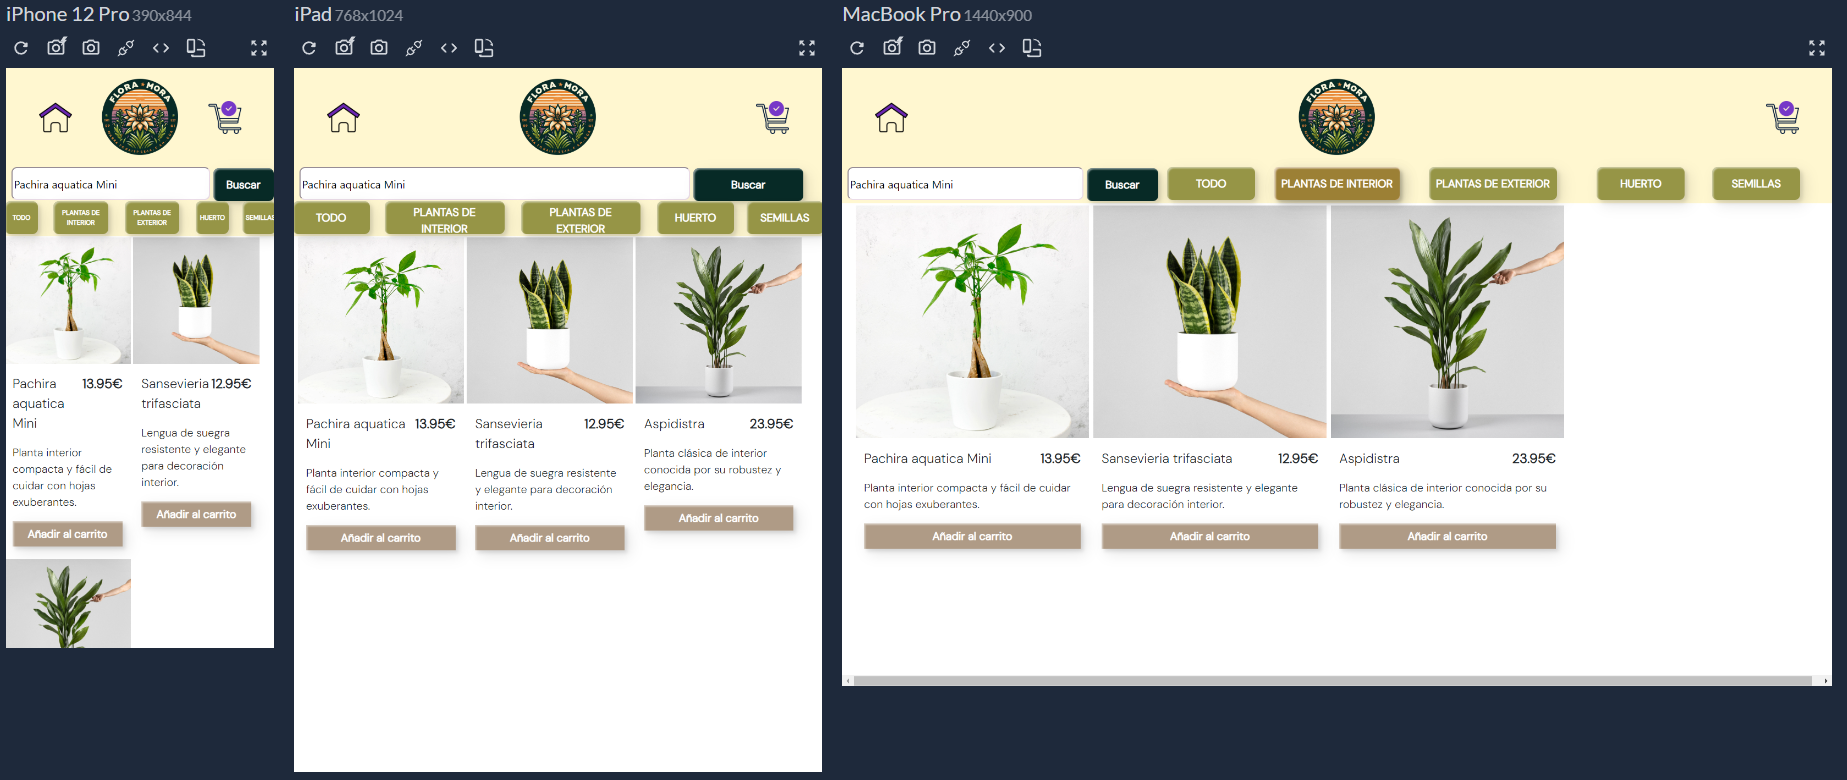 iPhone 12 Pro 390x844
FLORA MORA
Pachira aquatica Mini
Buscar
TODO
PLANTAS DE
INTERIOR
PLANTAS DE
EXTERIOR
HUERTO
SEMILLAS
Pachira
aquatica
Mini
13.95€
Planta interior
compacta y fácil de
cuidar con hojas
exuberantes.
Añadir al carrito
Sansevieria
trifasciata
12.95€
Lengua de suegra
resistente y elegante
para decoración
interior.
Añadir al carrito
iPad 768x1024
FLORA MORA
Pachira aquatica Mini
Buscar
TODO
PLANTAS DE
INTERIOR
PLANTAS DE
EXTERIOR
HUERTO
SEMILLAS
Pachira aquatica
Mini
13.95€
Planta interior compacta y
fácil de cuidar con hojas
exuberantes.
Añadir al carrito
Sansevieria
trifasciata
12.95€
Lengua de suegra resistente
y elegante para decoración
interior.
Añadir al carrito
Aspidistra
23.95€
Planta clásica de interior
conocida por su robustez y
elegancia.
Añadir al carrito
MacBook Pro 1440x900
FLORA MORA
Pachira aquatica Mini
Buscar
TODO
PLANTAS DE INTERIOR
PLANTAS DE EXTERIOR
HUERTO
SEMILLAS
Pachira aquatica Mini
13.95€
Planta interior compacta y fácil de cuidar
con hojas exuberantes.
Añadir al carrito
Sansevieria trifasciata
12.95€
Lengua de suegra resistente y elegante
para decoración interior.
Añadir al carrito
Aspidistra
23.95€
Planta clásica de interior conocida por su
robustez y elegancia.
Añadir al carrito